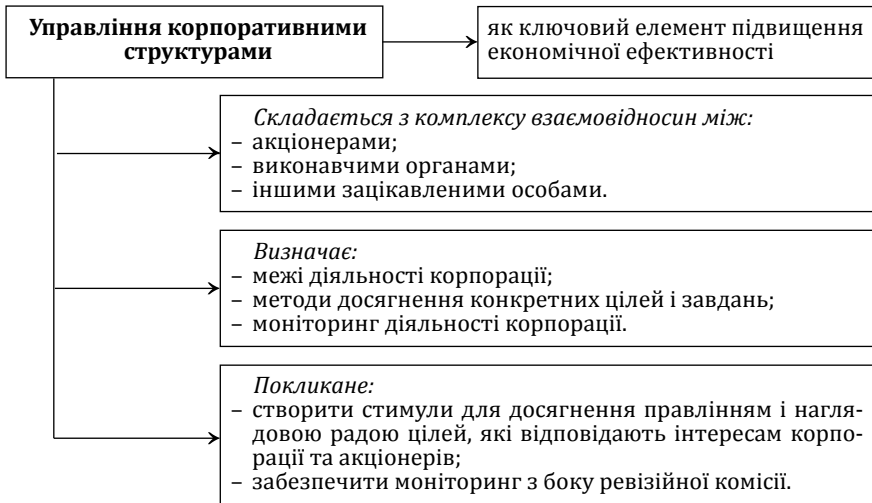 Управління корпоративними
структурами
як ключовий елемент підвищення
економічної ефективності
Складається з комплексу взаємовідносин між:
– акціонерами;
– виконавчими органами;
– іншими зацікавленими особами.
Визначає:
– межі діяльності корпорації;
– методи досягнення конкретних цілей і завдань;
– моніторинг діяльності корпорації.
Покликане:
– створити стимули для досягнення правлінням і нагля-
довою радою цілей, які відповідають інтересам корпо-
рації та акціонерів;
– забезпечити моніторинг з боку ревізійної комісії.